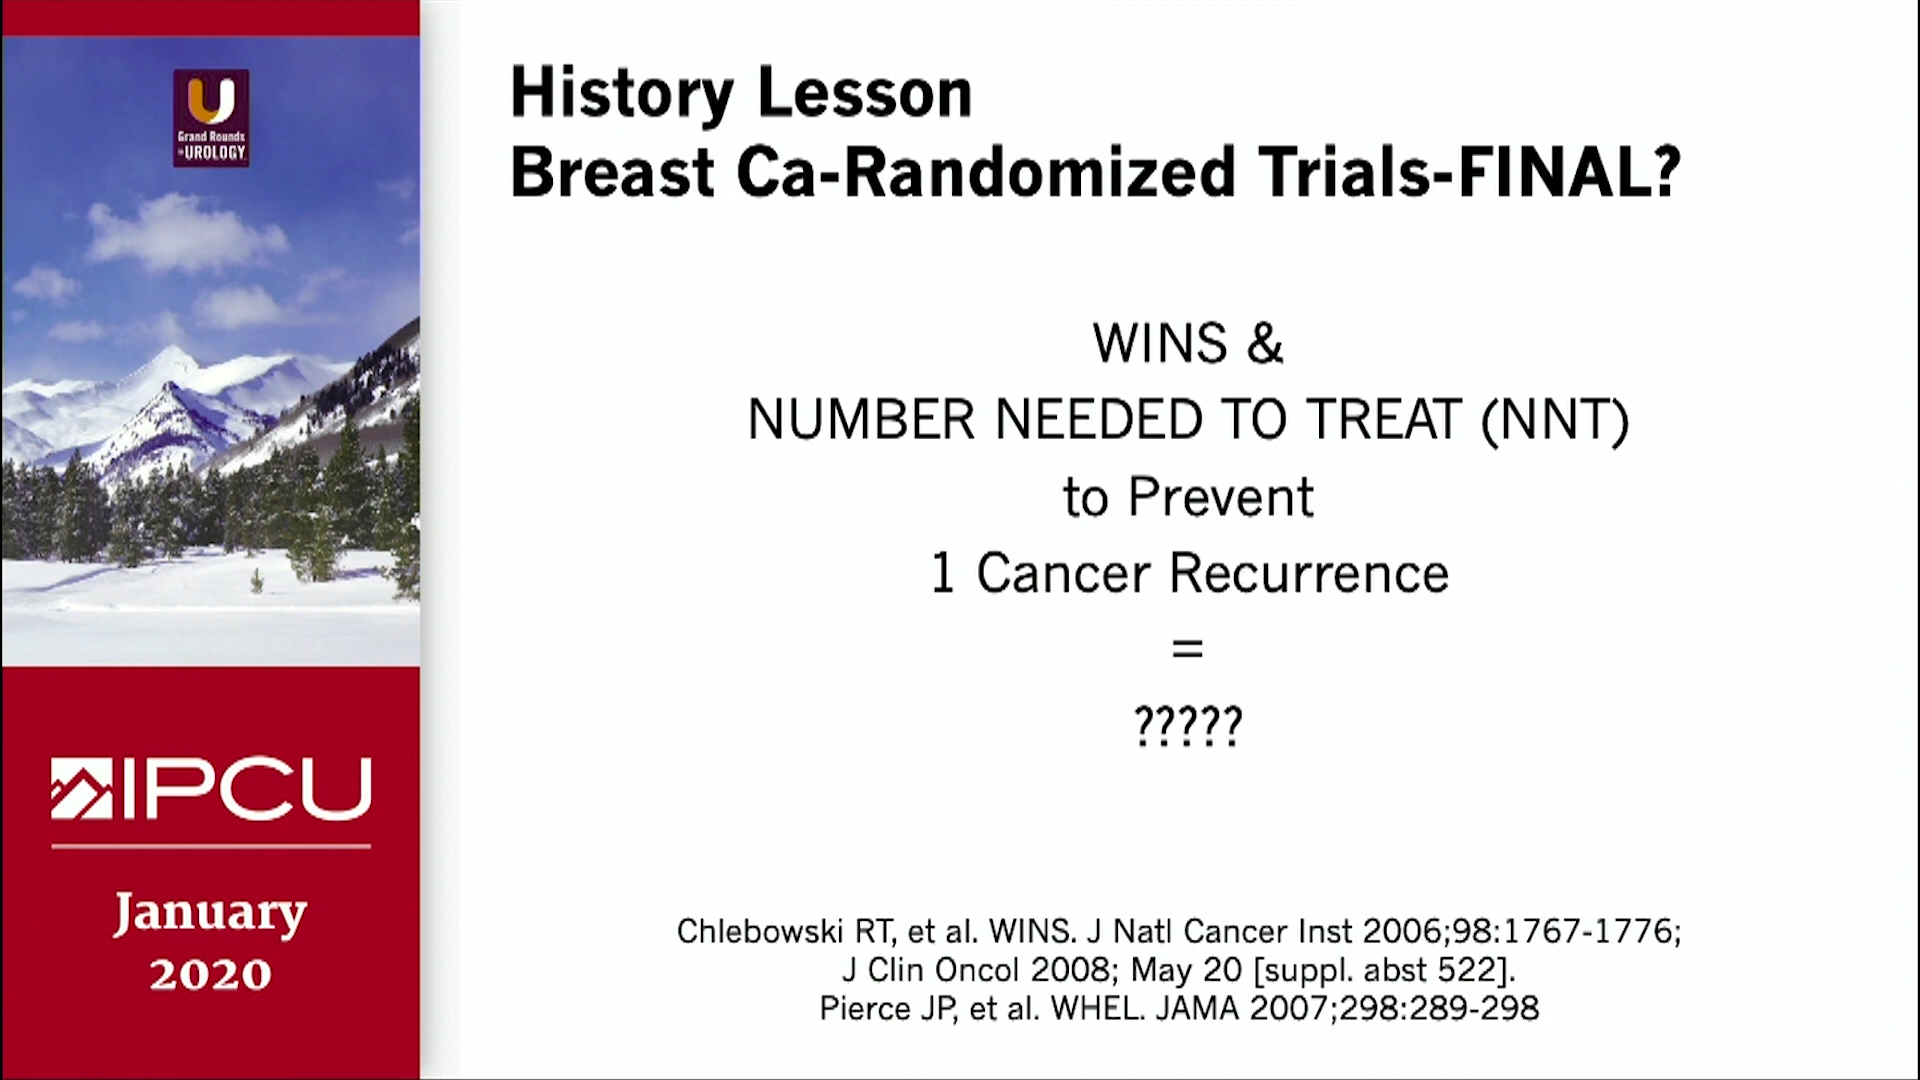 Grand Rounds
in UROLOGY
IPCU
January
2020
History Lesson
Breast Ca-Randomized Trials-FINAL?
WINS &
NUMBER NEEDED TO TREAT (NNT)
to Prevent
1 Cancer Recurrence
=
?????
Chlebowski RT, et al. WINS. J Natl Cancer Inst 2006;98:1767-1776;
J Clin Oncol 2008; May 20 [suppl. abst 522].
Pierce JP, et al. WHEL. JAMA 2007;298:289-298